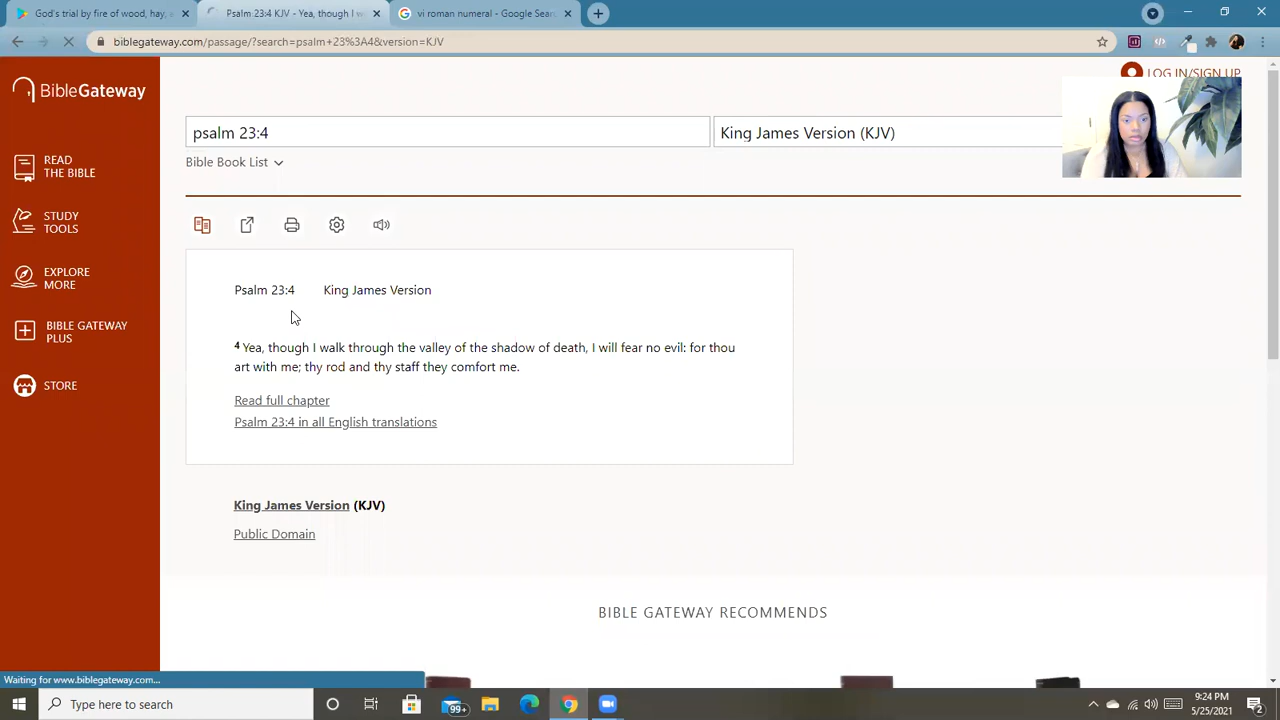 God's trial by fire of wood, hay,
Psalm 23:4 KJV - Yea, though I w
vi roman numeral - Google Sear
biblegateway.com/passage/?search=psalm+23%3A4&version=KJV
LOG IN/SIGN UP
BibleGateway
psalm 23:4
King James Version (KJV)
Bible Book List
READ
THE BIBLE
STUDY
TOOLS
EXPLORE
MORE
BIBLE GATEWAY
PLUS
STORE
Psalm 23:4 King James Version
4 Yea, though I walk through the valley of the shadow of death, I will fear no evil: for thou
art with me; thy rod and thy staff they comfort me.
Read full chapter
Psalm 23:4 in all English translations
King James Version (KJV)
Public Domain
BIBLE GATEWAY RECOMMENDS
Waiting for www.biblegateway.com...
Type here to search
99+
9:24 PM
5/25/2021
2